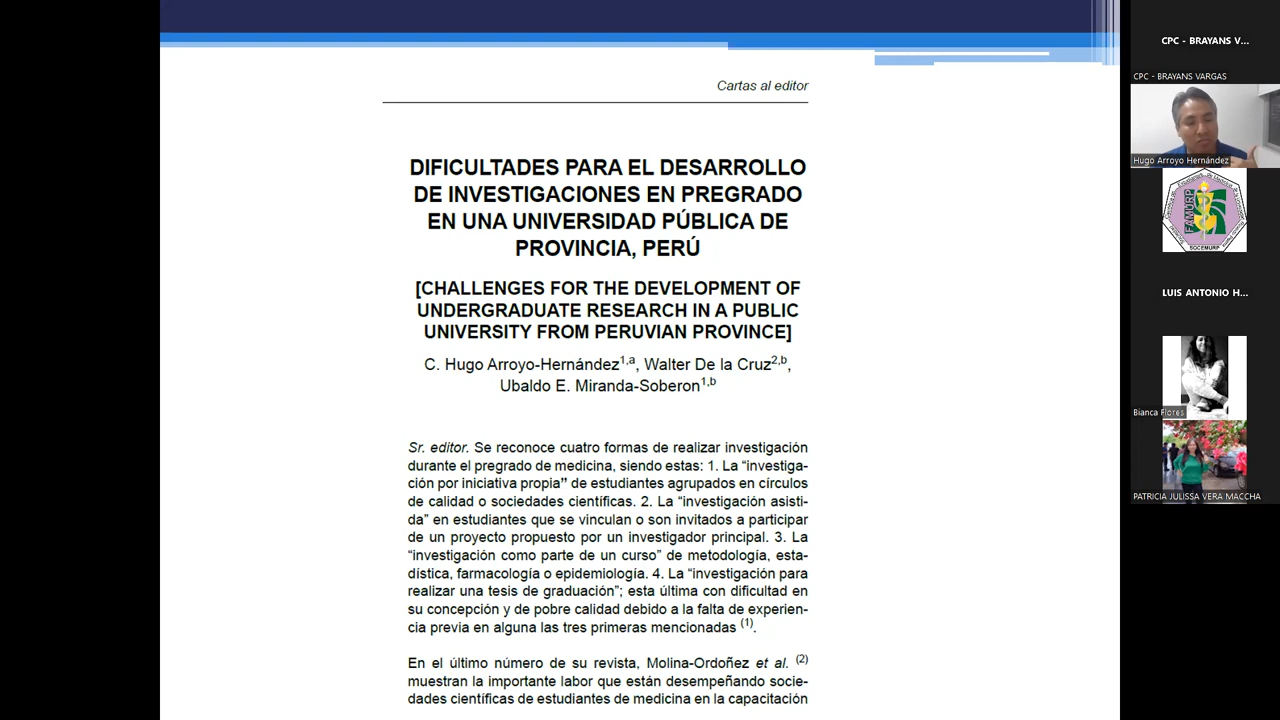 Cartas al editor
DIFICULTADES PARA EL DESARROLLO
DE INVESTIGACIONES EN PREGRADO
EN UNA UNIVERSIDAD PÚBLICA DE
PROVINCIA, PERÚ
[CHALLENGES FOR THE DEVELOPMENT OF
UNDERGRADUATE RESEARCH IN A PUBLIC
UNIVERSITY FROM PERUVIAN PROVINCE]
C. Hugo Arroyo-Hernández1,a, Walter De la Cruz2,b,
Ubaldo E. Miranda-Soberon1,b
Sr. editor. Se reconoce cuatro formas de realizar investigación
durante el pregrado de medicina, siendo estas: 1. La “investiga-
ción por iniciativa propia” de estudiantes agrupados en círculos
de calidad o sociedades científicas. 2. La “investigación asisti-
da” en estudiantes que se vinculan o son invitados a participar
de un proyecto propuesto por un investigador principal. 3. La
“investigación como parte de un curso” de metodología, esta-
dística, farmacología o epidemiología. 4. La “investigación para
realizar una tesis de graduación”; esta última con dificultad en
su concepción y de pobre calidad debido a la falta de experien-
cia previa en alguna las tres primeras mencionadas (1).
En el último número de su revista, Molina-Ordoñez et al. (2)
muestran la importante labor que están desempeñando socie-
dades científicas de estudiantes de medicina en la capacitación
CPC - BRAYANS V...
CPC - BRAYANS VARGAS
Hugo Arroyo Hernández
FAMURP
SOCEMURP
LUIS ANTONIO H...
Bianca Flores
PATRICIA JULISSA VERA MACCHA